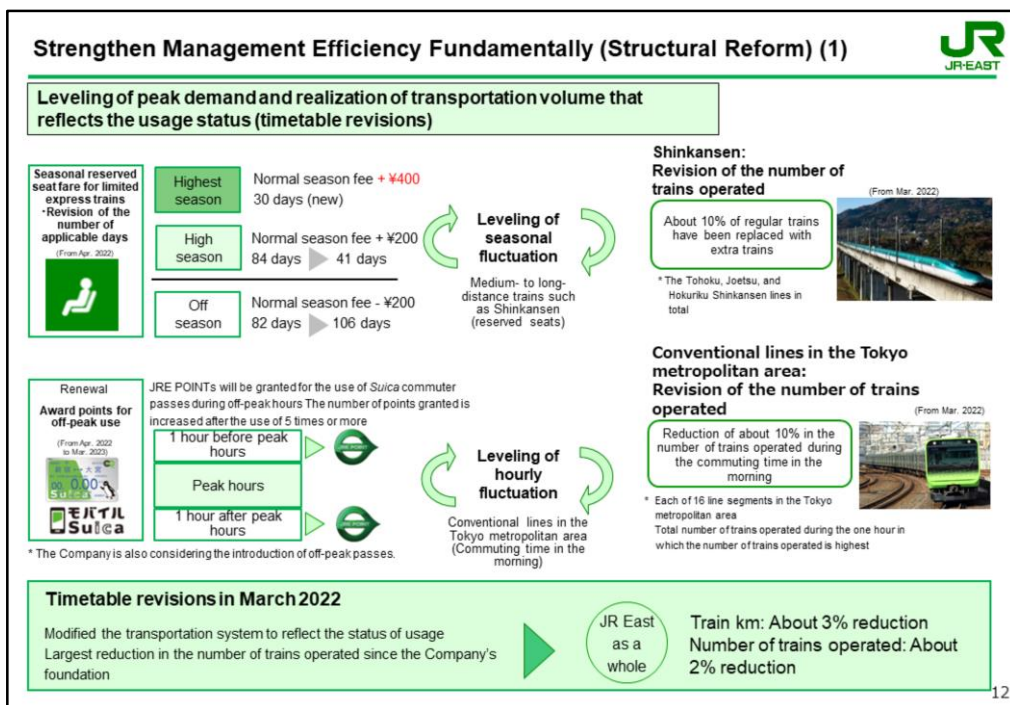 Strengthen Management Efficiency Fundamentally (Structural Reform) (1)
JR
JR-EAST
Leveling of peak demand and realization of transportation volume that
reflects the usage status (timetable revisions)
Seasonal reserved
seat fare for limited
express trains
・Revision of the
number of
applicable days
(From Apr. 2022)
Highest
season
Normal season fee + ¥400
30 days (new)
High
season
Normal season fee + ¥200
84 days 41 days
Off
season
Normal season fee - ¥200
82 days 106 days
Leveling of
seasonal
fluctuation
Medium- to long-
distance trains such
as Shinkansen
(reserved seats)
Shinkansen:
Revision of the number of
trains operated
(From Mar. 2022)
About 10% of regular trains
have been replaced with
extra trains
* The Tohoku, Joetsu, and
Hokuriku Shinkansen lines in
total
Renewal
Award points for
off-peak use
(From Apr. 2022
to Mar. 2023)
Suica
モバイル
Suica
JRE POINTs will be granted for the use of Suica commuter
passes during off-peak hours The number of points granted is
increased after the use of 5 times or more
1 hour before peak
hours
JRE POINT
Peak hours
1 hour after peak
hours
JRE POINT
* The Company is also considering the introduction of off-peak passes.
Leveling of
hourly
fluctuation
Conventional lines in the
Tokyo metropolitan area
(Commuting time in the
morning)
Conventional lines in the Tokyo
metropolitan area:
Revision of the number of trains
operated
(From Mar. 2022)
Reduction of about 10% in the
number of trains operated during
the commuting time in the
morning
* Each of 16 line segments in the Tokyo
metropolitan area
Total number of trains operated during the one hour in
which the number of trains operated is highest
Timetable revisions in March 2022
Modified the transportation system to reflect the status of usage
Largest reduction in the number of trains operated since the Company's
foundation
JR East
as a
whole
Train km: About 3% reduction
Number of trains operated: About
2% reduction
12